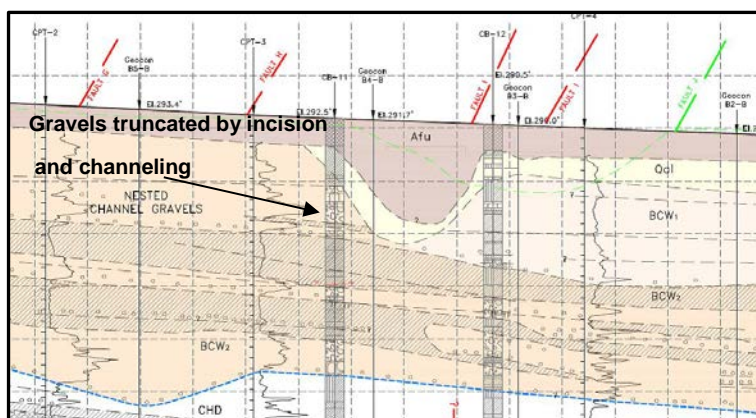 CPT-2
FAULT G
Geocon
B5-B
El.293.4'
CPT-3
FAULT H
CB-11
El.292.5'
Geocon
B4-B
El.291.7'
CB-12
El.290.5'
FAULT I
Geocon
B3-B
El.290.0'
FAULT I
CPT-4
FAULT J
Geocon
B2-B
Gravels truncated by incision
and channeling
Afu
Qcl
NESTED
CHANNEL GRAVELS
BCW1
BCW2
BCW2
CHD